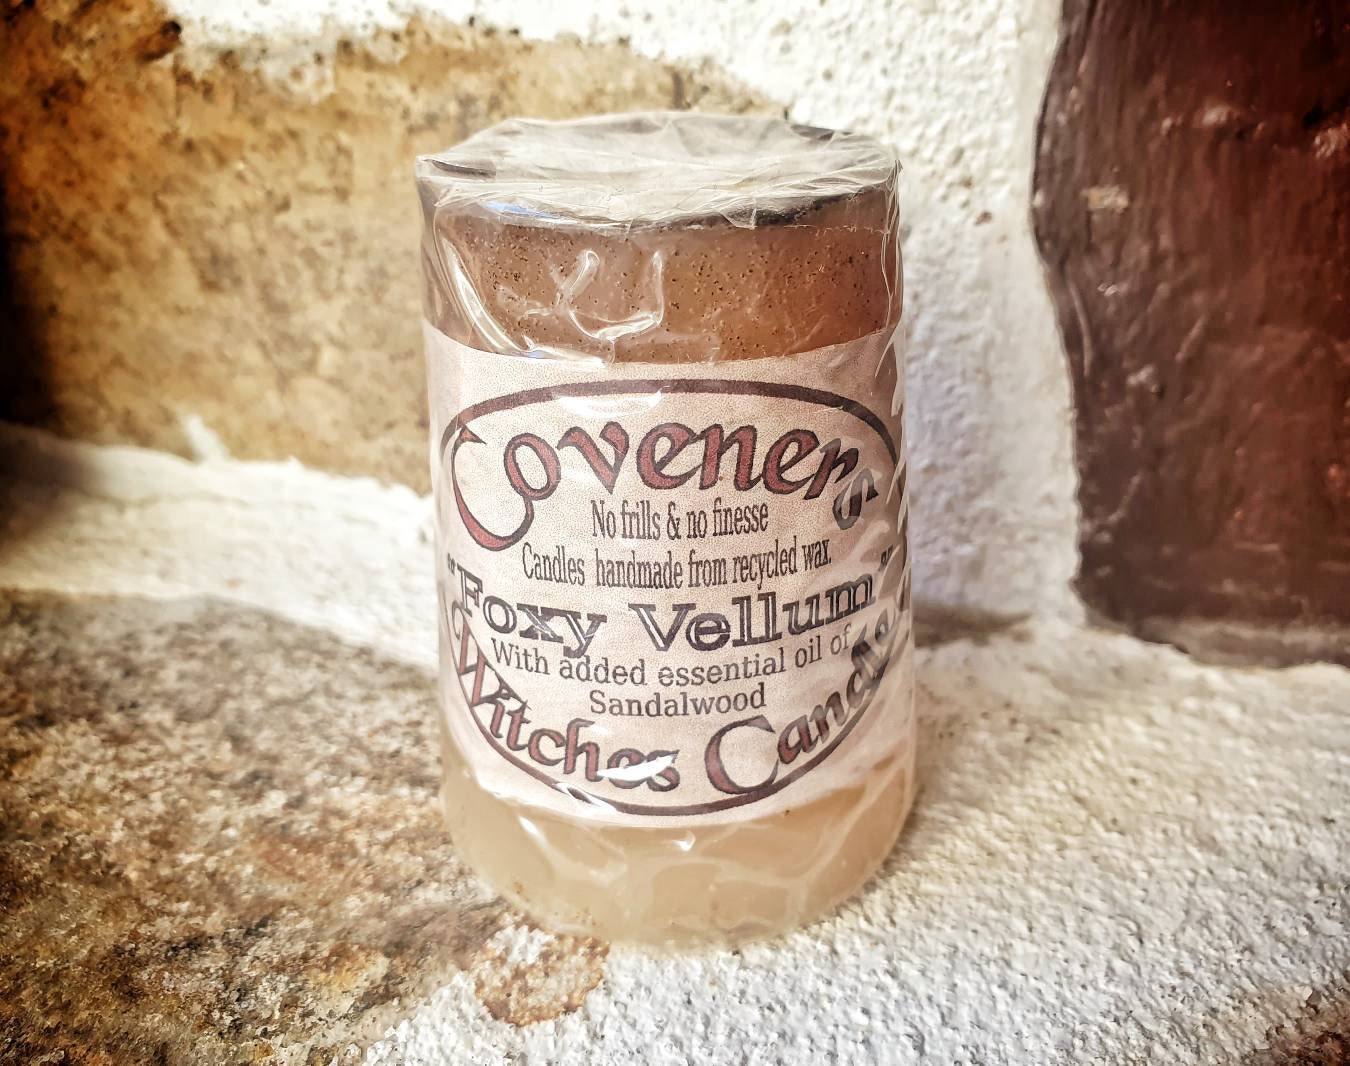 Coveners
No frills & no finesse
Candles handmade from recycled wax.
"Foxy Vellum"
With added essential oil of
Sandalwood
Witches Candles